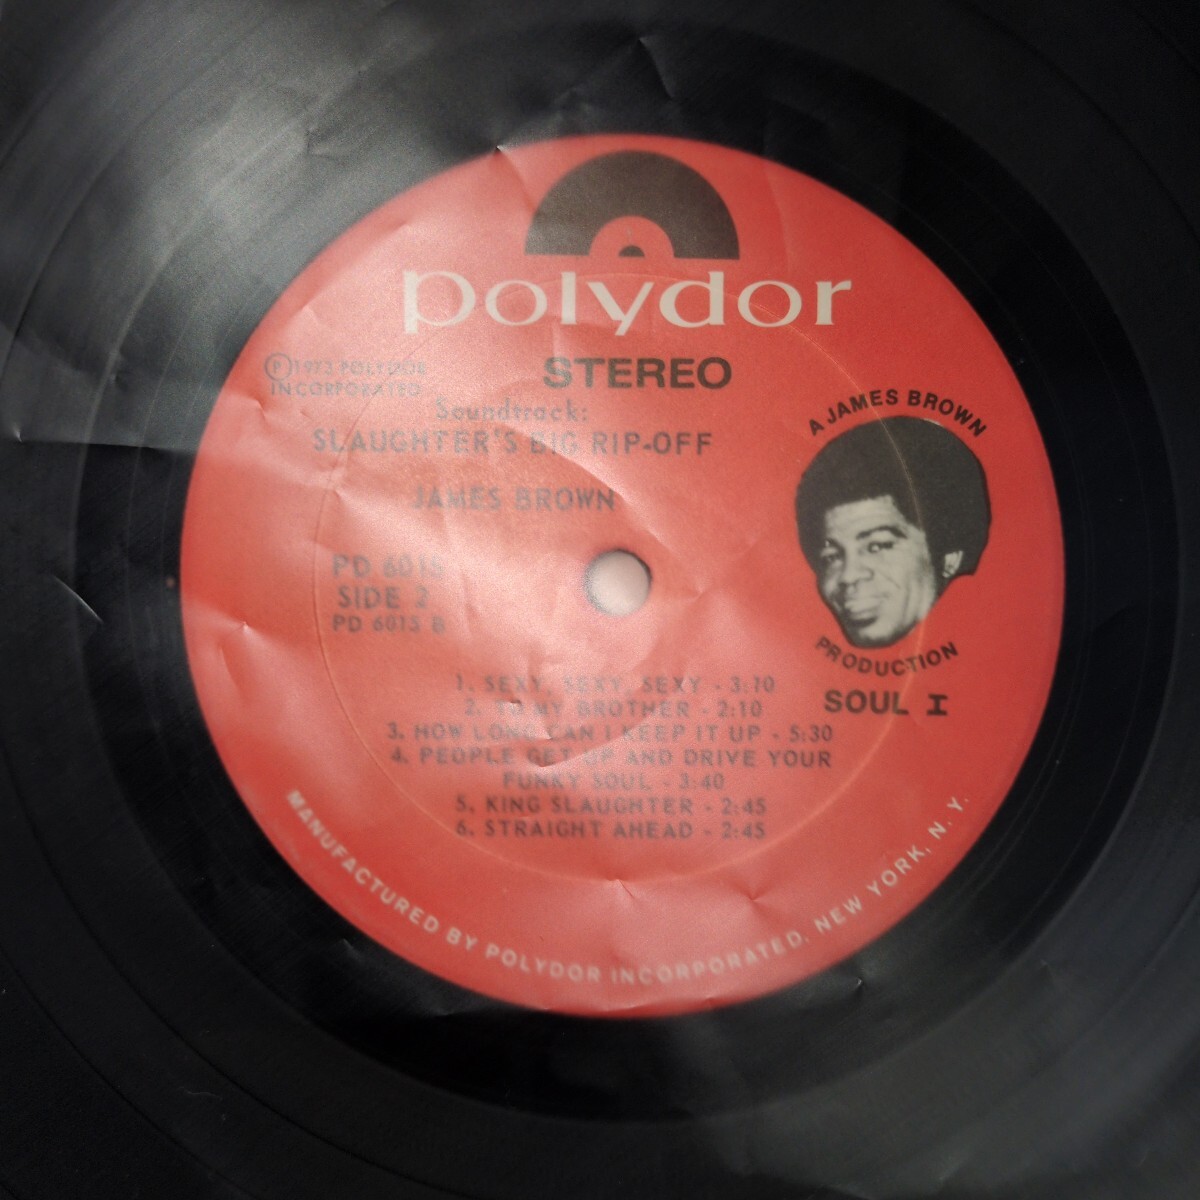 polydor
STEREO
Ⓟ1973 POLYDOR
INCORPORATED
Soundtrack:
SLAUGHTER'S BIG RIP-OFF
JAMES BROWN
PD 6015
SIDE 2
PD 6015 B
A JAMES BROWN
PRODUCTION
SOUL I
1. SEXY, SEXY, SEXY - 3:10
2. TO MY BROTHER - 2:10
3. HOW LONG CAN I KEEP IT UP - 5:30
4. PEOPLE GET UP AND DRIVE YOUR
FUNKY SOUL - 3:40
5. KING SLAUGHTER - 2:45
6. STRAIGHT AHEAD - 2:45
MANUFACTURED BY POLYDOR INCORPORATED, NEW YORK, N. Y.